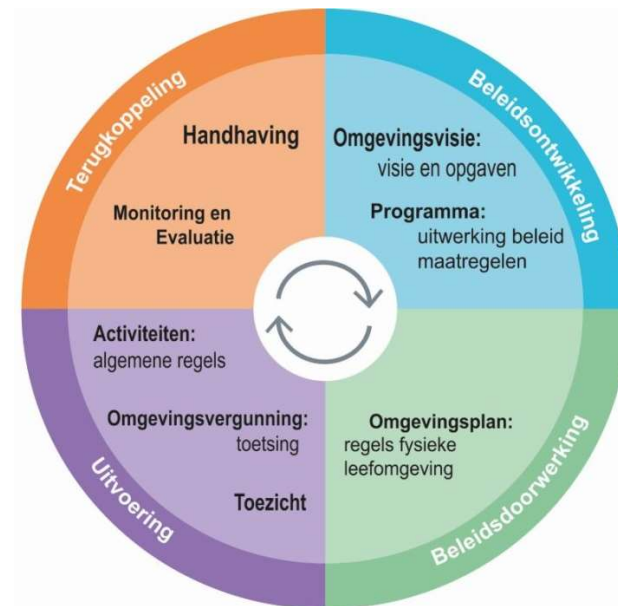 Beleidsontwikkeling
Omgevingsvisie:
visie en opgaven
Programma:
uitwerking beleid
maatregelen
Beleidsdoorwerking
Omgevingsplan:
regels fysieke
leefomgeving
Uitvoering
Activiteiten:
algemene regels
Omgevingsvergunning:
toetsing
Toezicht
Terugkoppeling
Handhaving
Monitoring en
Evaluatie